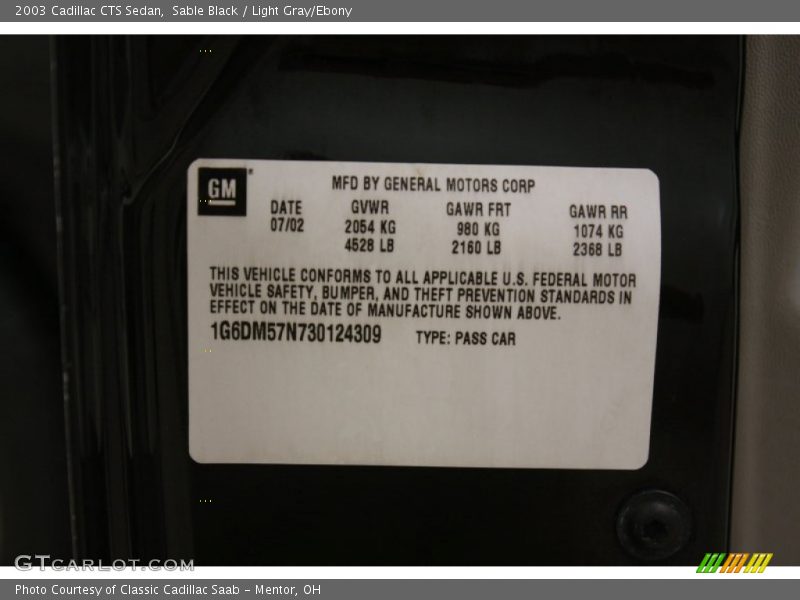 2003 Cadillac CTS Sedan,  Sable Black / Light Gray/Ebony
GM
MFD BY GENERAL MOTORS CORP
DATE GVWR GAWR FRT GAWR RR
07/02 2054 KG 980 KG 1074 KG
4528 LB 2160 LB 2368 LB
THIS VEHICLE CONFORMS TO ALL APPLICABLE U.S. FEDERAL MOTOR
VEHICLE SAFETY, BUMPER, AND THEFT PREVENTION STANDARDS IN
EFFECT ON THE DATE OF MANUFACTURE SHOWN ABOVE.
1G6DM57N730124309 TYPE: PASS CAR
GTCARLOT.COM
Photo Courtesy of Classic Cadillac Saab - Mentor, OH